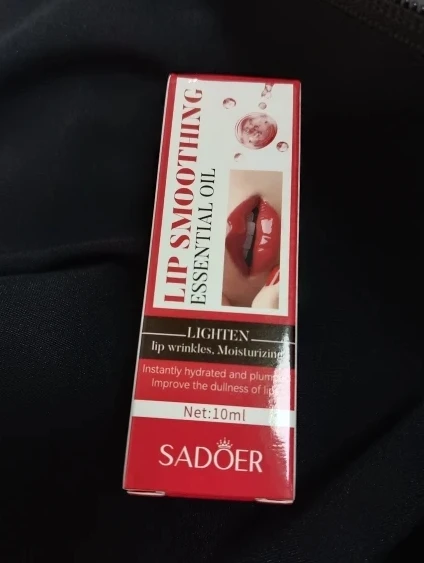 LIP SMOOTHING
ESSENTIAL OIL
LIGHTEN
lip wrinkles, Moisturizing
Instantly hydrated and plump
Improve the dullness of lip
Net:10ml
SADOER